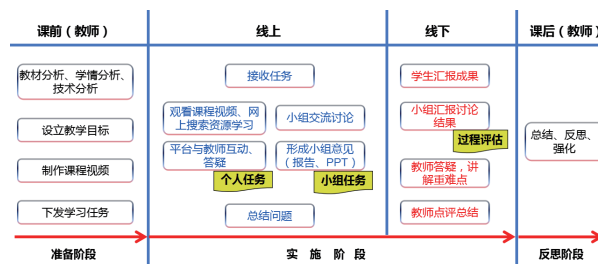 课前（教师）
线上
线下
课后（教师）
教材分析、学情分析、
技术分析
设立教学目标
制作课程视频
下发学习任务
接收任务
观看课程视频、网
上搜索资源学习
小组交流讨论
平台与教师互动、
答疑
形成小组意见
（报告、PPT）
个人任务
小组任务
总结问题
学生汇报成果
小组汇报讨论
结果
过程评估
教师答疑，讲
解重难点
教师点评总结
总结、反思、
强化
准备阶段
实 施 阶 段
反思阶段